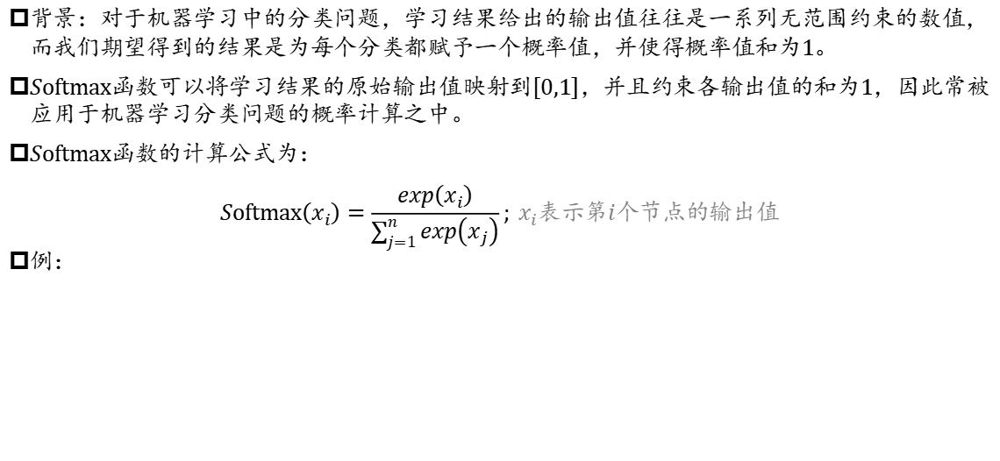 背景：对于机器学习中的分类问题，学习结果给出的输出值往往是一系列无范围约束的数值，
而我们期望得到的结果是为每个分类都赋予一个概率值，并使得概率值和为1。
Softmax函数可以将学习结果的原始输出值映射到[0,1]，并且约束各输出值的和为1，因此常被
应用于机器学习分类问题的概率计算之中。
Softmax函数的计算公式为：
Softmax(xᵢ) = exp(xᵢ) / ∑ⱼ₌₁ⁿ exp(xⱼ) ; xᵢ表示第i个节点的输出值
例：